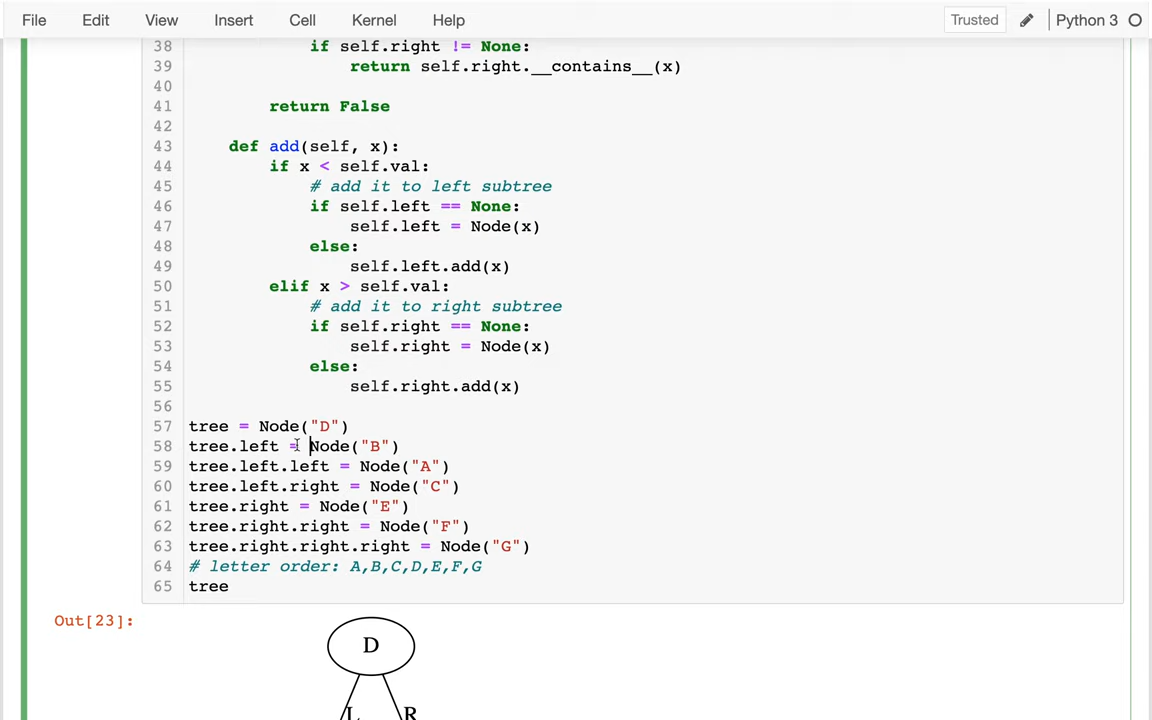 File Edit View Insert Cell Kernel Help Trusted Python 3
38 if self.right != None:
39 return self.right.__contains__(x)
40
41 return False
42
43 def add(self, x):
44 if x < self.val:
45 # add it to left subtree
46 if self.left == None:
47 self.left = Node(x)
48 else:
49 self.left.add(x)
50 elif x > self.val:
51 # add it to right subtree
52 if self.right == None:
53 self.right = Node(x)
54 else:
55 self.right.add(x)
56
57 tree = Node("D")
58 tree.left = Node("B")
59 tree.left.left = Node("A")
60 tree.left.right = Node("C")
61 tree.right = Node("E")
62 tree.right.right = Node("F")
63 tree.right.right.right = Node("G")
64 # letter order: A,B,C,D,E,F,G
65 tree
Out[23]:
D
L R